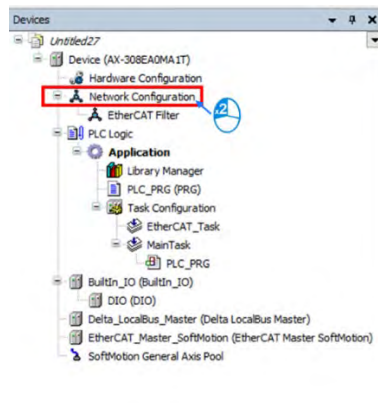 Devices
Untitled27
Device (AX-308EA0MA1T)
Hardware Configuration
Network Configuration
x2
EtherCAT Filter
PLC Logic
Application
Library Manager
PLC_PRG (PRG)
Task Configuration
EtherCAT_Task
MainTask
PLC_PRG
BuiltIn_IO (BuiltIn_IO)
DIO (DIO)
Delta_LocalBus_Master (Delta LocalBus Master)
EtherCAT_Master_SoftMotion (EtherCAT Master SoftMotion)
SoftMotion General Axis Pool